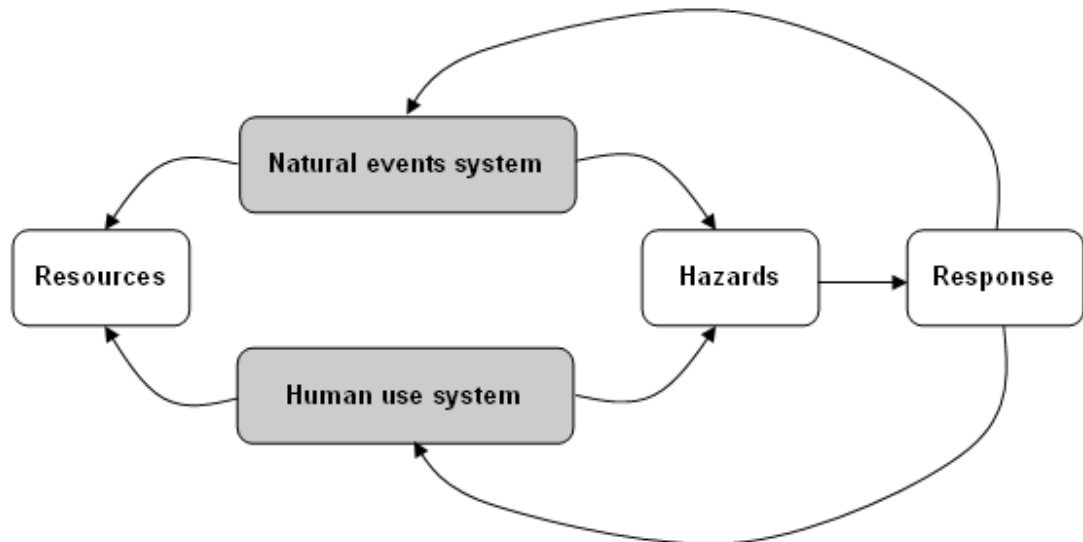 Natural events system
Resources
Hazards
Response
Human use system